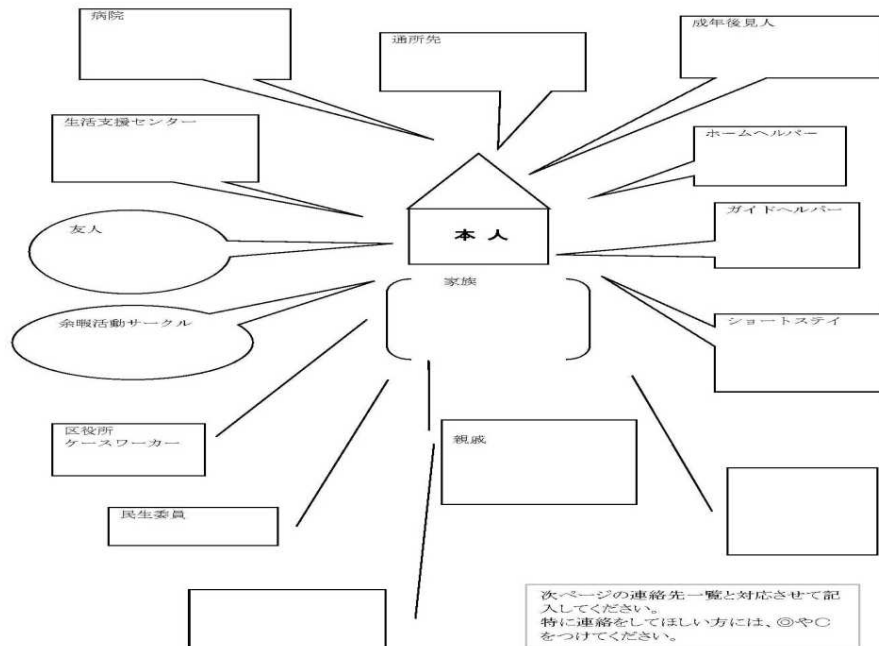 病院
通所先
成年後見人
生活支援センター
ホームヘルパー
友人
本人
ガイドヘルパー
家族
余暇活動サークル
ショートステイ
区役所
ケースワーカー
親戚
民生委員
次ページの連絡先一覧と対応させて記
入してください。
特に連絡をしてほしい方には、◎や○
をつけてください。